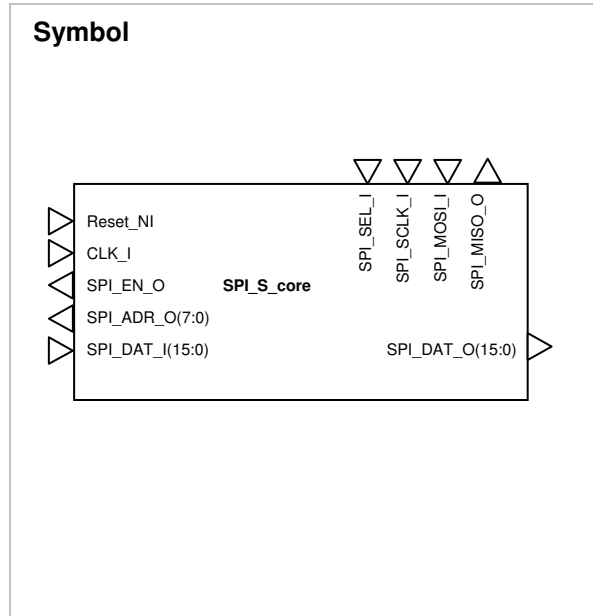 Symbol
SPI_SEL_I
SPI_SCLK_I
SPI_MOSI_I
SPI_MISO_O
Reset_NI
CLK_I
SPI_EN_O
SPI_S_core
SPI_ADR_O(7:0)
SPI_DAT_I(15:0)
SPI_DAT_O(15:0)